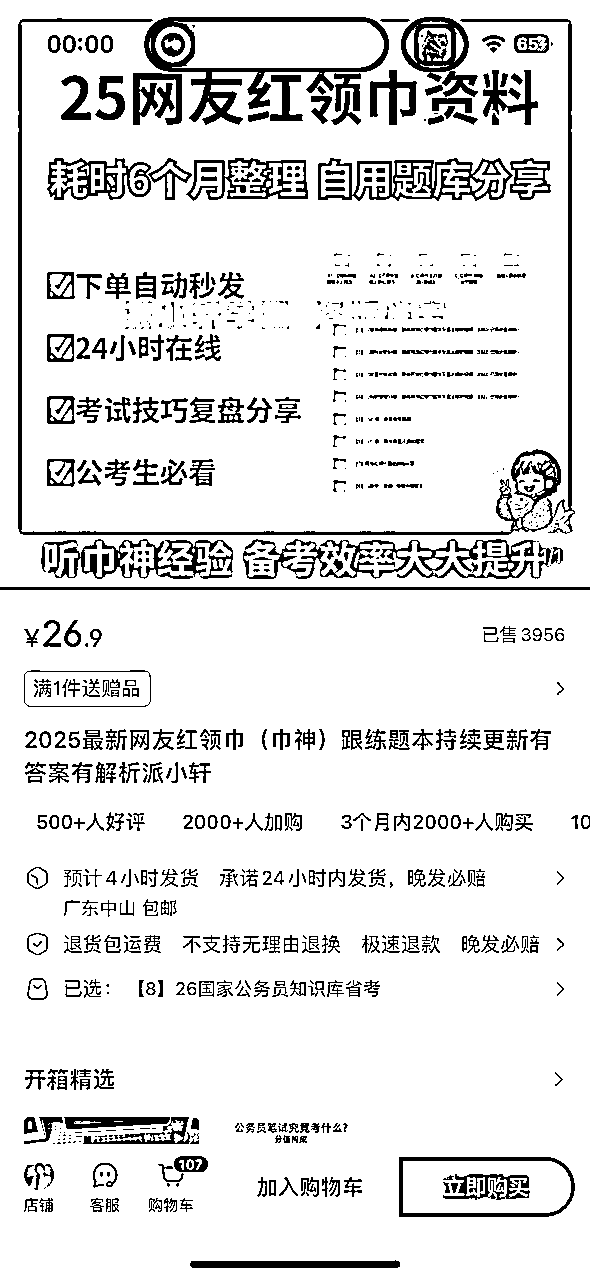 00:00
65
25网友红领巾资料
耗时6个月整理 自用题库分享
下单自动秒发
24小时在线
考试技巧复盘分享
公考生必看
听巾神经验 备考效率大大提升
¥26.9
已售3956
满1件送赠品
2025最新网友红领巾（巾神）跟练题本持续更新有
答案有解析派小轩
500+人好评 2000+人加购 3个月内2000+人购买 10
预计4小时发货 承诺24小时内发货，晚发必赔
广东中山 包邮
退货包运费 不支持无理由退换 极速退款 晚发必赔
已选：【8】26国家公务员知识库省考
开箱精选
公务员笔试究竟考什么?
分值构成
107
店铺 客服 购物车 加入购物车 立即购买